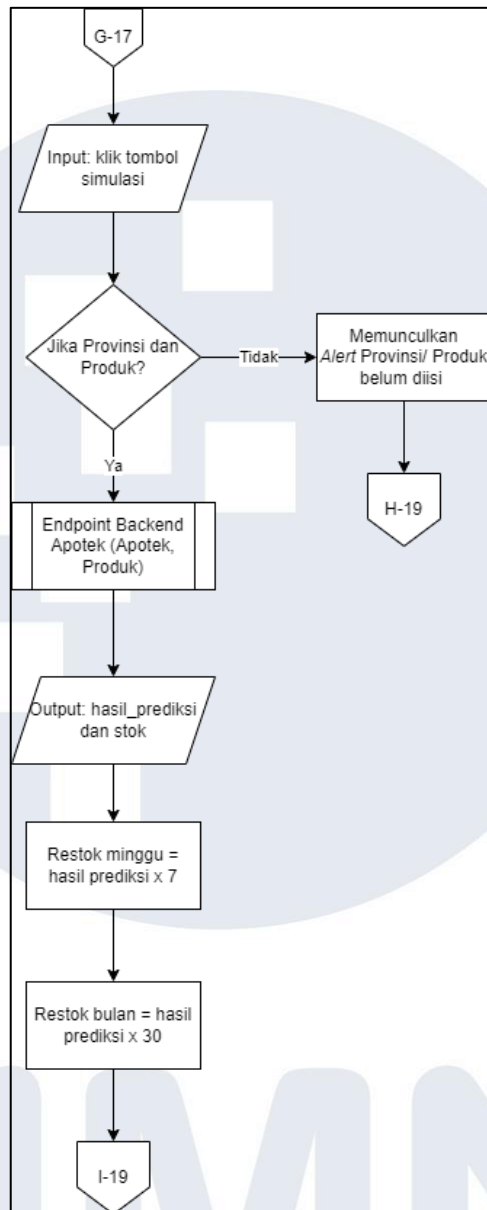 G-17
Input: klik tombol
simulasi
Jika Provinsi dan
Produk?
Tidak
Memunculkan
Alert Provinsi/ Produk
belum diisi
H-19
Ya
Endpoint Backend
Apotek (Apotek,
Produk)
Output: hasil_prediksi
dan stok
Restok minggu =
hasil prediksi x 7
Restok bulan = hasil
prediksi x 30
I-19
UMN